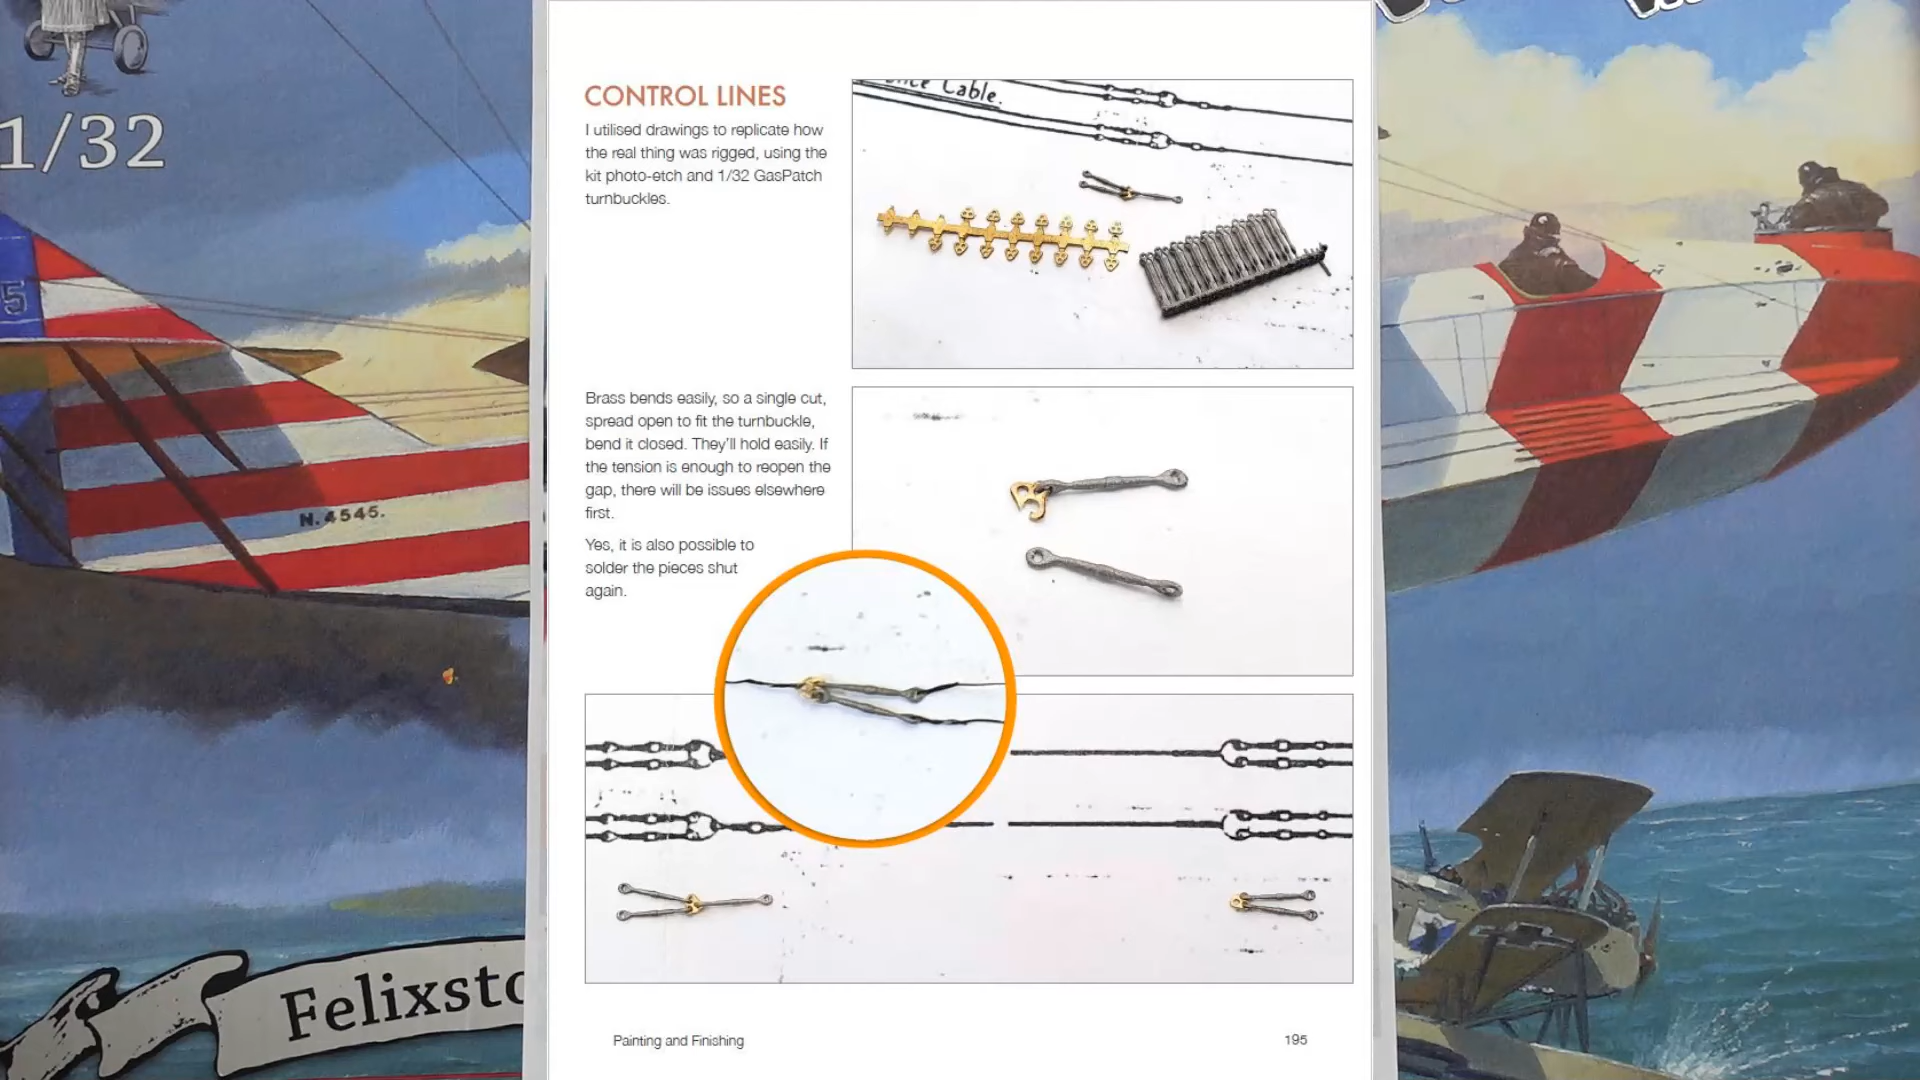 1/32
5
N.4545.
Felixsto
CONTROL LINES
I utilised drawings to replicate how
the real thing was rigged, using the
kit photo-etch and 1/32 GasPatch
turnbuckles.
Cable.
Brass bends easily, so a single cut,
spread open to fit the turnbuckle,
bend it closed. They'll hold easily. If
the tension is enough to reopen the
gap, there will be issues elsewhere
first.
Yes, it is also possible to
solder the pieces shut
again.
Painting and Finishing
195